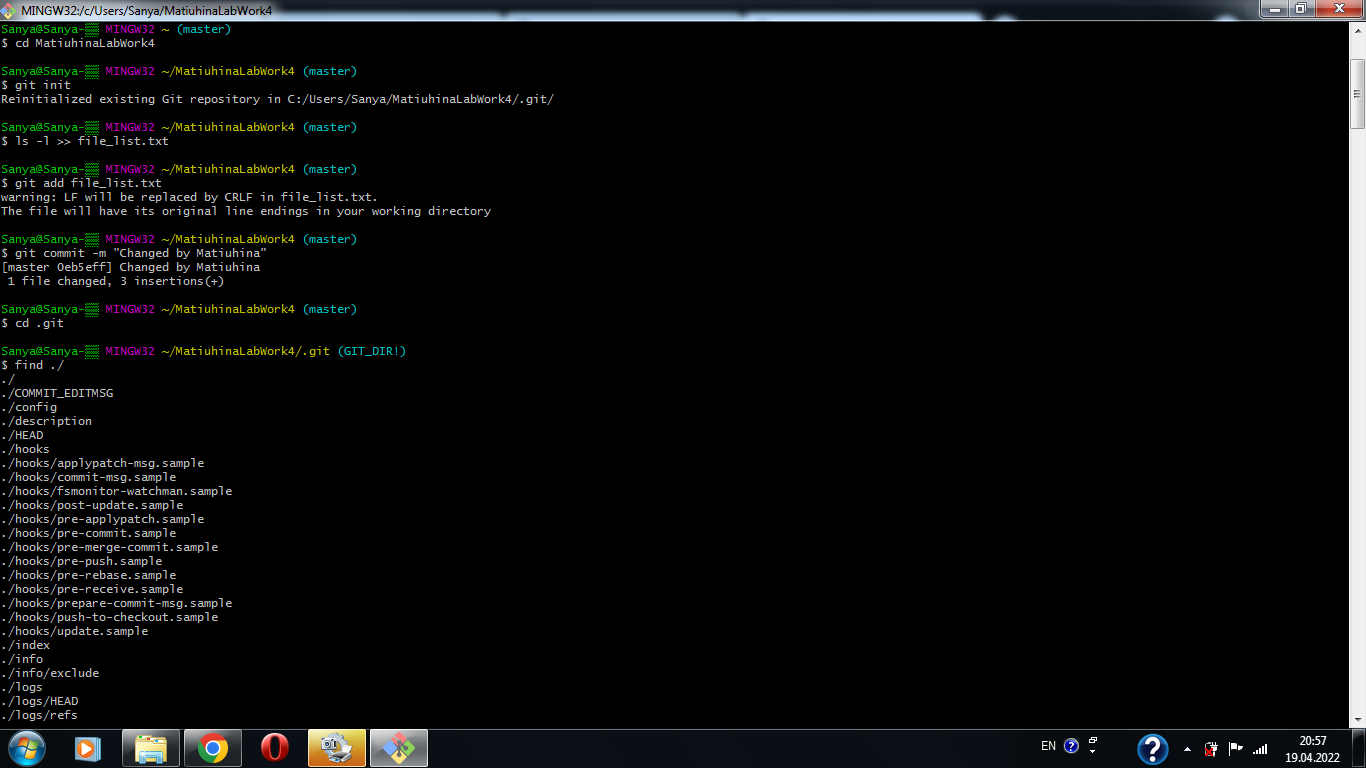 MINGW32:/c/Users/Sanya/MatiuhinaLabWork4
Sanya@Sanya-▒▒ MINGW32 ~ (master)
$ cd MatiuhinaLabWork4
Sanya@Sanya-▒▒ MINGW32 ~/MatiuhinaLabWork4 (master)
$ git init
Reinitialized existing Git repository in C:/Users/Sanya/MatiuhinaLabWork4/.git/
Sanya@Sanya-▒▒ MINGW32 ~/MatiuhinaLabWork4 (master)
$ ls -l >> file_list.txt
Sanya@Sanya-▒▒ MINGW32 ~/MatiuhinaLabWork4 (master)
$ git add file_list.txt
warning: LF will be replaced by CRLF in file_list.txt.
The file will have its original line endings in your working directory
Sanya@Sanya-▒▒ MINGW32 ~/MatiuhinaLabWork4 (master)
$ git commit -m "Changed by Matiuhina"
[master 0eb5eff] Changed by Matiuhina
 1 file changed, 3 insertions(+)
Sanya@Sanya-▒▒ MINGW32 ~/MatiuhinaLabWork4 (master)
$ cd .git
Sanya@Sanya-▒▒ MINGW32 ~/MatiuhinaLabWork4/.git (GIT_DIR!)
$ find ./
./
./COMMIT_EDITMSG
./config
./description
./HEAD
./hooks
./hooks/applypatch-msg.sample
./hooks/commit-msg.sample
./hooks/fsmonitor-watchman.sample
./hooks/post-update.sample
./hooks/pre-applypatch.sample
./hooks/pre-commit.sample
./hooks/pre-merge-commit.sample
./hooks/pre-push.sample
./hooks/pre-rebase.sample
./hooks/pre-receive.sample
./hooks/prepare-commit-msg.sample
./hooks/push-to-checkout.sample
./hooks/update.sample
./index
./info
./info/exclude
./logs
./logs/HEAD
./logs/refs
EN
20:57
19.04.2022